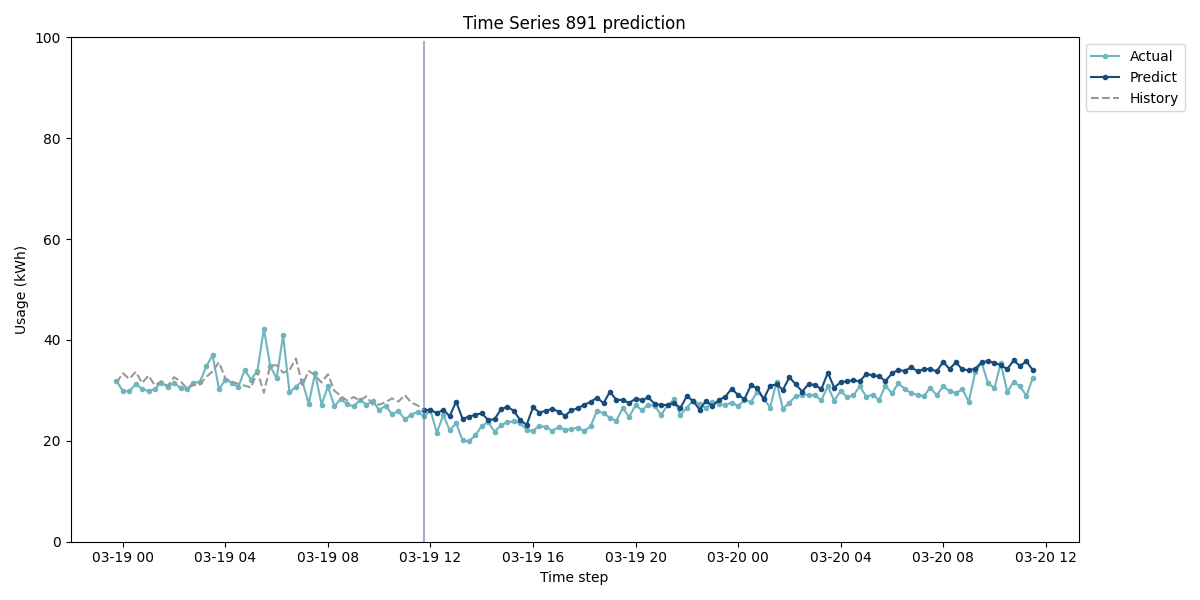 Time Series 891 prediction
100
80
60
40
20
0
Usage (kWh)
03-19 00
03-19 04
03-19 08
03-19 12
03-19 16
03-19 20
03-20 00
03-20 04
03-20 08
03-20 12
Time step
Actual
Predict
History